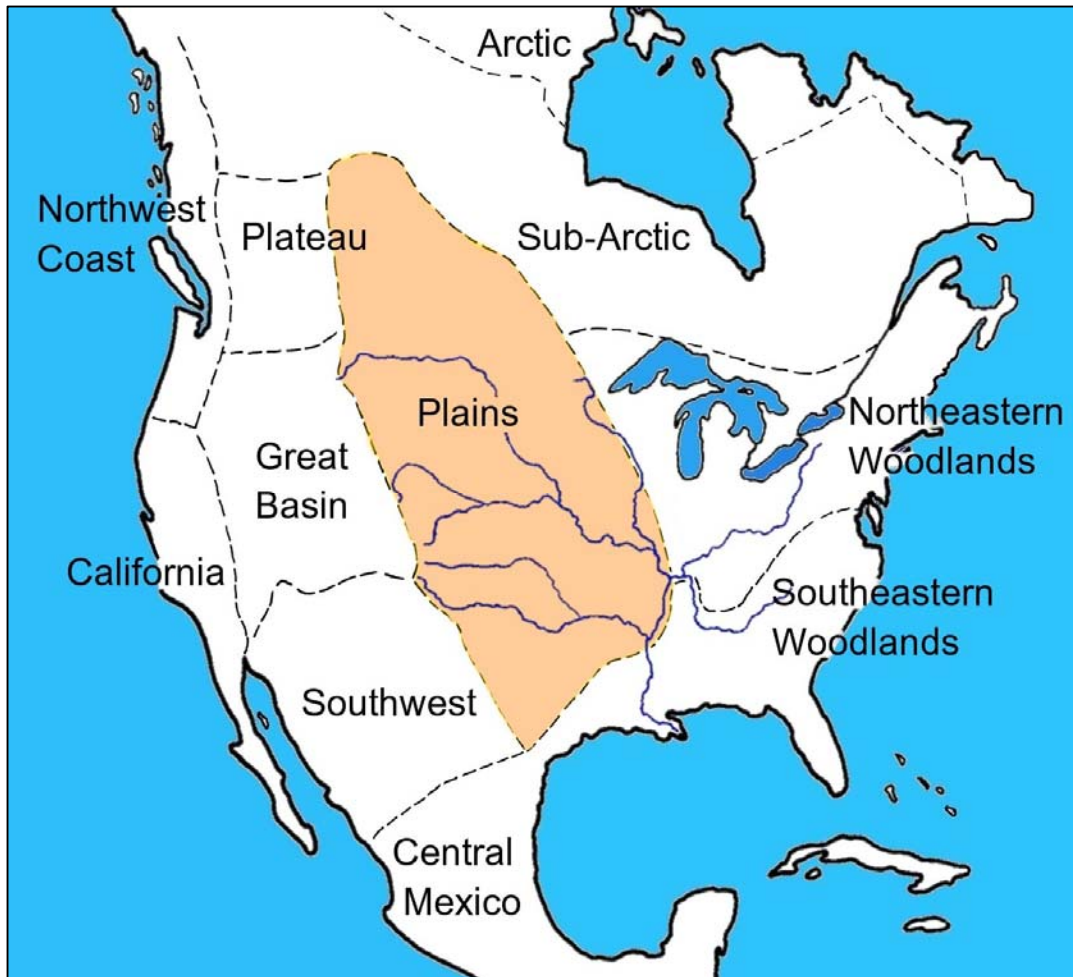 Arctic
Northwest
Coast
Plateau
Sub-Arctic
Plains
Great
Basin
Northeastern
Woodlands
California
Southeastern
Woodlands
Southwest
Central
Mexico